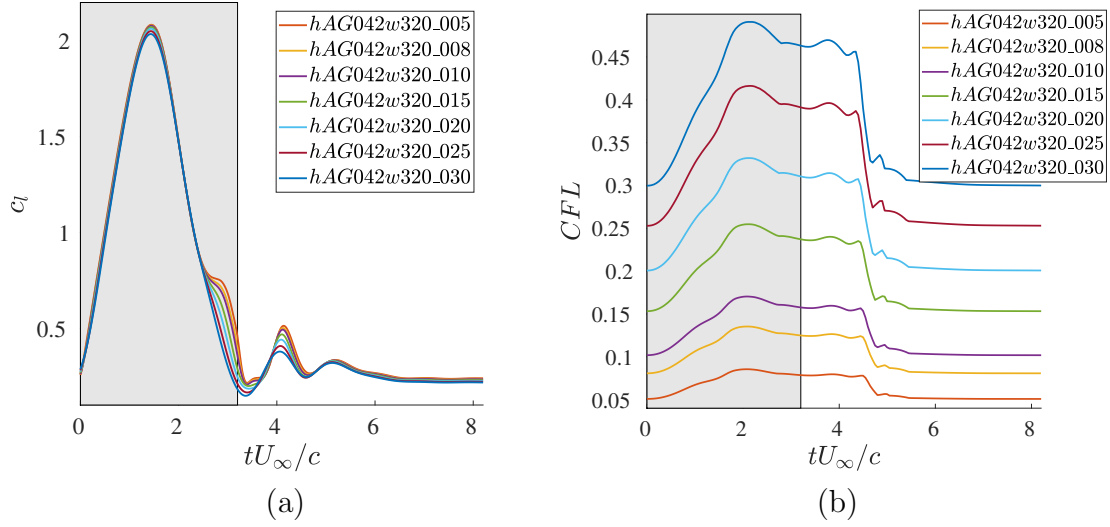 hAG042w320_005
hAG042w320_008
hAG042w320_010
hAG042w320_015
hAG042w320_020
hAG042w320_025
hAG042w320_030
2
1.5
1
0.5
c_l
0 2 4 6 8
tU_∞/c
(a)
hAG042w320_005
hAG042w320_008
hAG042w320_010
hAG042w320_015
hAG042w320_020
hAG042w320_025
hAG042w320_030
0.45
0.4
0.35
0.3
0.25
0.2
0.15
0.1
0.05
CFL
0 2 4 6 8
tU_∞/c
(b)